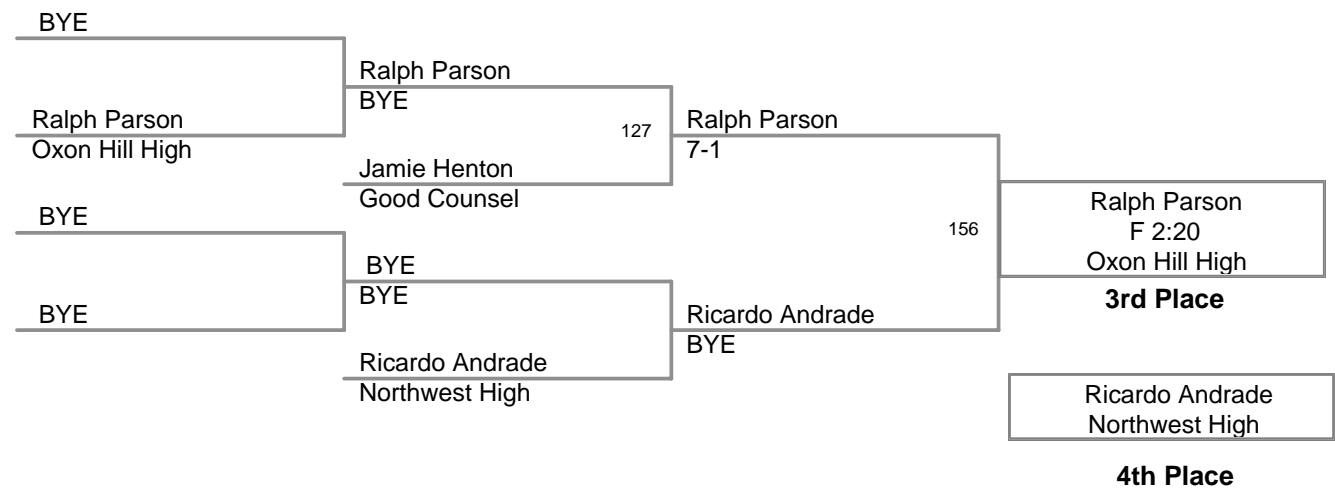 BYE
Ralph Parson
BYE
Ralph Parson
Oxon Hill High
127
Ralph Parson
7-1
Jamie Henton
Good Counsel
BYE
156
Ralph Parson
F 2:20
Oxon Hill High
3rd Place
BYE
BYE
BYE
Ricardo Andrade
BYE
Ricardo Andrade
Northwest High
Ricardo Andrade
Northwest High
4th Place